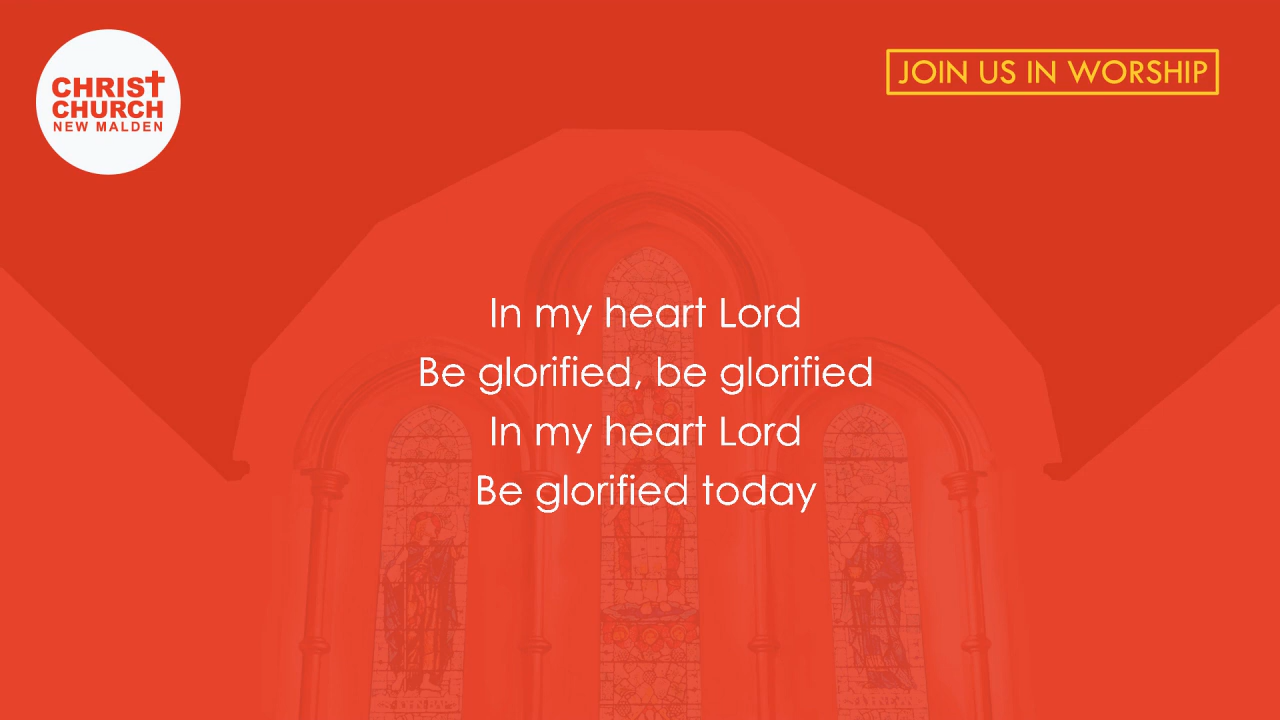 CHRIST
CHURCH
NEW MALDEN
JOIN US IN WORSHIP
In my heart Lord
Be glorified, be glorified
In my heart Lord
Be glorified today